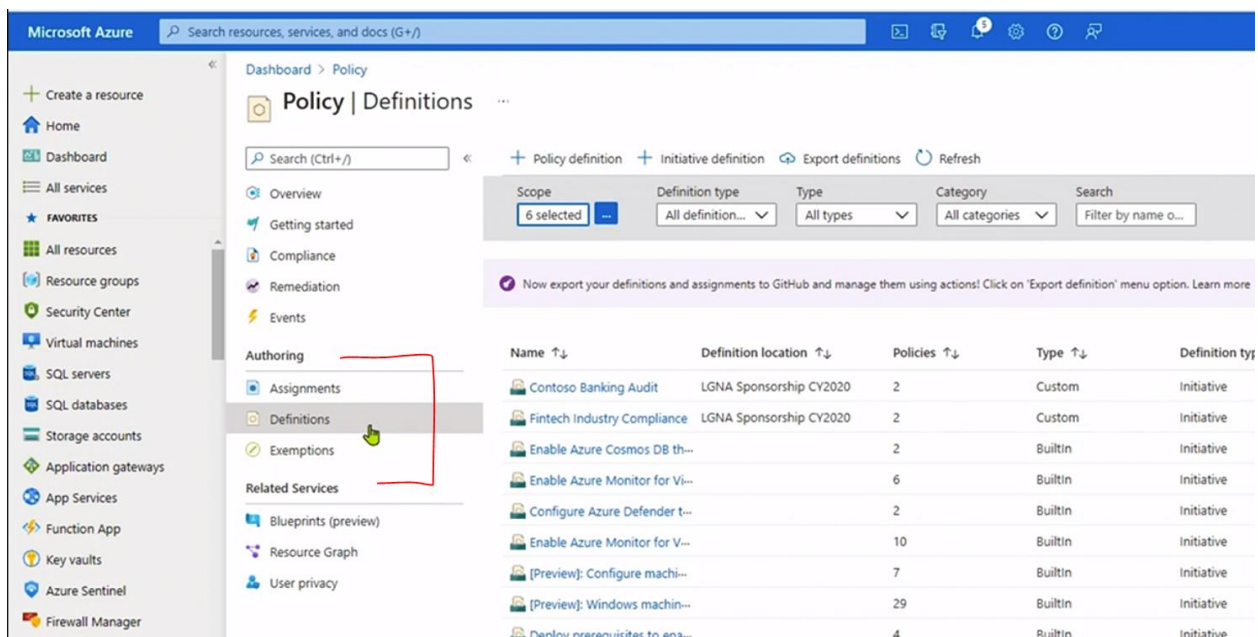 Microsoft Azure
Search resources, services, and docs (G+/)
5
Create a resource
Home
Dashboard
All services
FAVORITES
All resources
Resource groups
Security Center
Virtual machines
SQL servers
SQL databases
Storage accounts
Application gateways
App Services
Function App
Key vaults
Azure Sentinel
Firewall Manager
Dashboard > Policy
Policy | Definitions ...
Search (Ctrl+/)
Overview
Getting started
Compliance
Remediation
Events
Authoring
Assignments
Definitions
Exemptions
Related Services
Blueprints (preview)
Resource Graph
User privacy
Policy definition Initiative definition Export definitions Refresh
Scope Definition type Type Category Search
6 selected ... All definition... All types All categories Filter by name o...
Now export your definitions and assignments to GitHub and manage them using actions! Click on 'Export definition' menu option. Learn more
Name Definition location Policies Type Definition typ
Contoso Banking Audit LGNA Sponsorship CY2020 2 Custom Initiative
Fintech Industry Compliance LGNA Sponsorship CY2020 2 Custom Initiative
Enable Azure Cosmos DB th... 2 BuiltIn Initiative
Enable Azure Monitor for Vi... 6 BuiltIn Initiative
Configure Azure Defender t... 2 BuiltIn Initiative
Enable Azure Monitor for V... 10 BuiltIn Initiative
[Preview]: Configure machi... 7 BuiltIn Initiative
[Preview]: Windows machin... 29 BuiltIn Initiative
Deploy prerequisites to ena... 4 BuiltIn Initiative